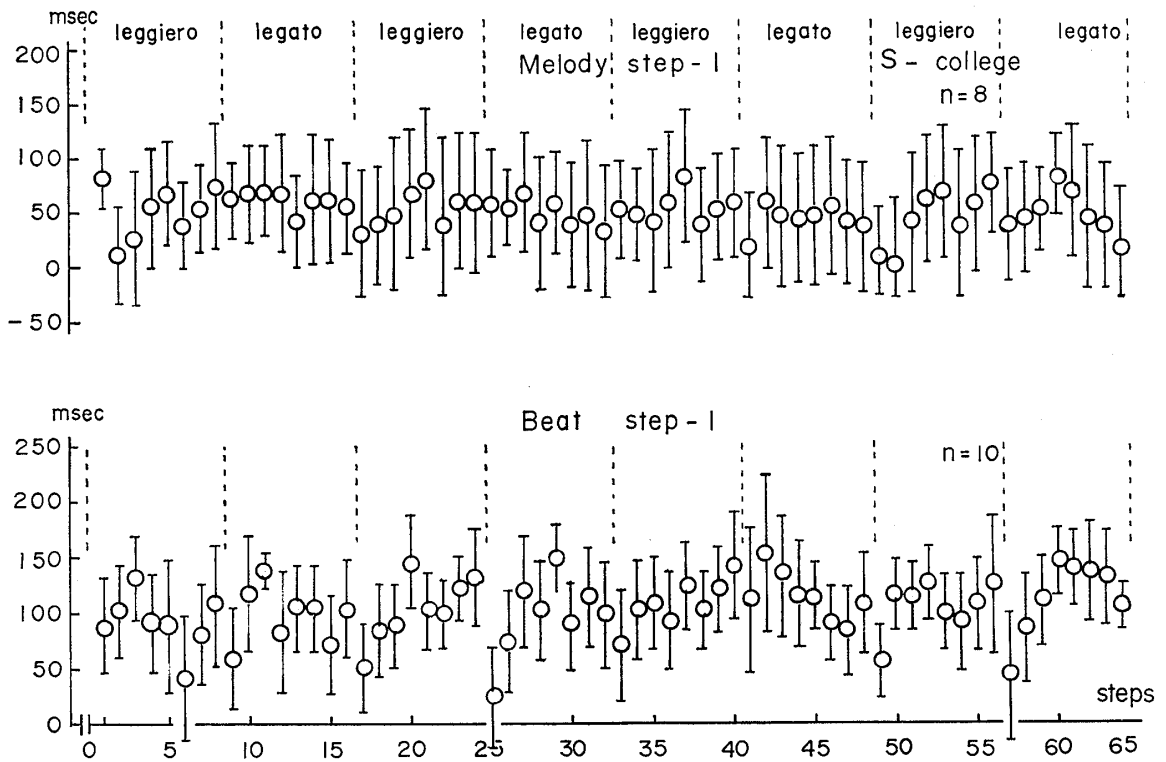 msec
leggiero legato leggiero legato leggiero legato leggiero legato
Melody step-1 S-college
n=8
200
150
100
50
0
-50
msec
Beat step-1
n=10
250
200
150
100
50
0
steps
0 5 10 15 20 25 30 35 40 45 50 55 60 65